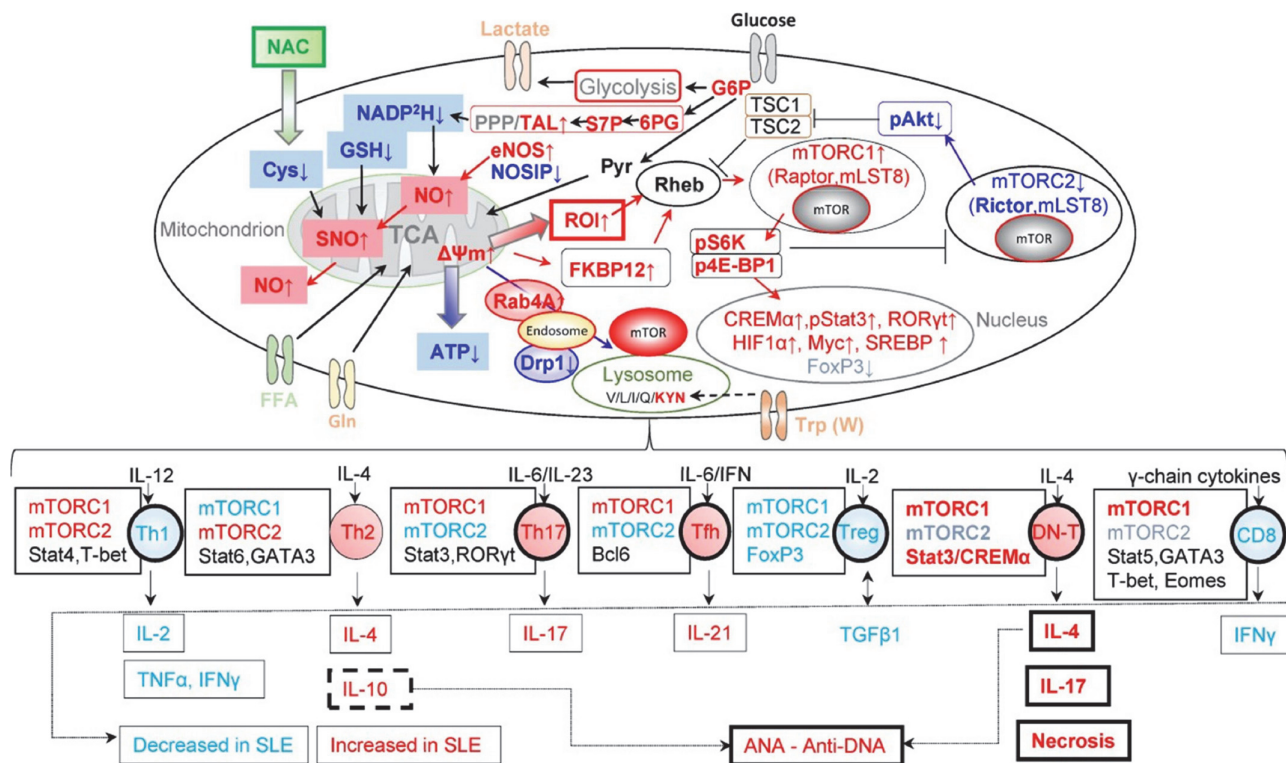 Glucose
Lactate
NAC
Glycolysis
G6P
TSC1
TSC2
pAkt↓
NADP²H↓
PPP/TAL↑
S7P
6PG
GSH↓
eNOS↑
NOSIP↓
Cys↓
Pyr
Rheb
mTORC1↑
(Raptor,mLST8)
mTOR
mTORC2↓
(Rictor,mLST8)
mTOR
NO↑
Mitochondrion
SNO↑
TCA
ROI↑
ΔΨm↑
pS6K
p4E-BP1
FKBP12↑
NO↑
Rab4A↑
Endosome
mTOR
CREMα↑,pStat3↑, RORγt↑
HIF1α↑, Myc↑, SREBP ↑
FoxP3↓
Nucleus
ATP↓
Drp1↓
Lysosome
V/L/I/Q/KYN
FFA
Gln
Trp (W)
IL-12
IL-4
IL-6/IL-23
IL-6/IFN
IL-2
IL-4
γ-chain cytokines
mTORC1
mTORC2
Stat4,T-bet
Th1
mTORC1
mTORC2
Stat6,GATA3
Th2
mTORC1
mTORC2
Stat3,RORγt
Th17
mTORC1
mTORC2
Bcl6
Tfh
mTORC1
mTORC2
FoxP3
Treg
mTORC1
mTORC2
Stat3/CREMα
DN-T
mTORC1
mTORC2
Stat5,GATA3
T-bet, Eomes
CD8
IL-2
IL-4
IL-17
IL-21
TGFβ1
IL-4
IFNγ
TNFα, IFNγ
IL-10
IL-17
Decreased in SLE
Increased in SLE
ANA - Anti-DNA
Necrosis